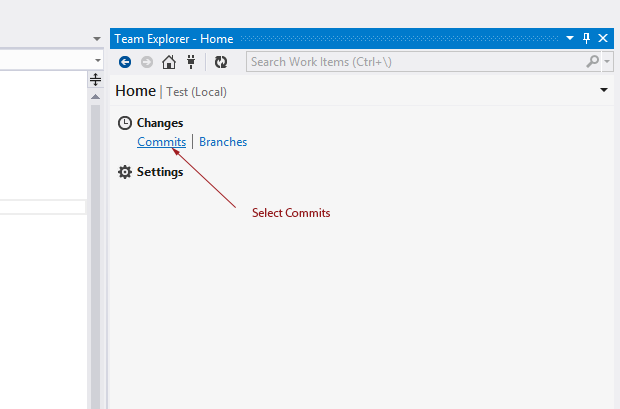 Team Explorer - Home
Search Work Items (Ctrl+\)
Home | Test (Local)
Changes
Commits | Branches
Settings
Select Commits